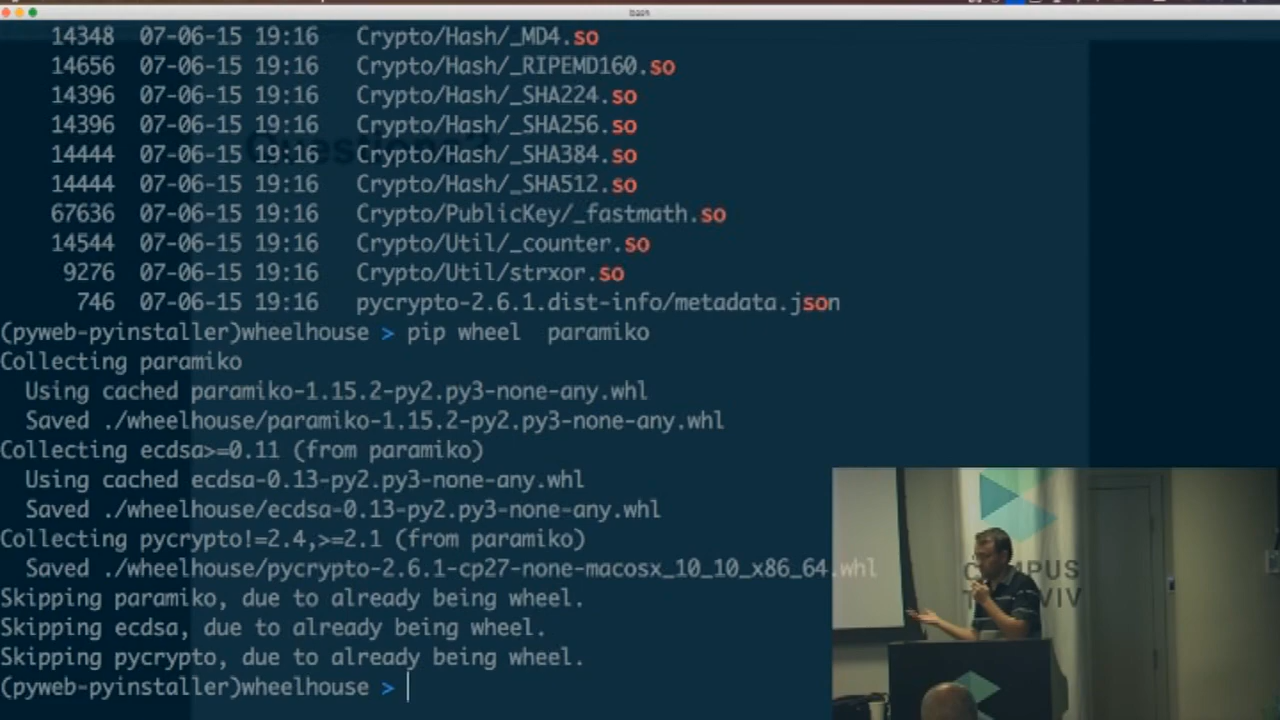 bash
14348 07-06-15 19:16 Crypto/Hash/_MD4.so
14656 07-06-15 19:16 Crypto/Hash/_RIPEMD160.so
14396 07-06-15 19:16 Crypto/Hash/_SHA224.so
14396 07-06-15 19:16 Crypto/Hash/_SHA256.so
Questions?
14444 07-06-15 19:16 Crypto/Hash/_SHA384.so
14444 07-06-15 19:16 Crypto/Hash/_SHA512.so
67636 07-06-15 19:16 Crypto/PublicKey/_fastmath.so
14544 07-06-15 19:16 Crypto/Util/_counter.so
9276 07-06-15 19:16 Crypto/Util/strxor.so
746 07-06-15 19:16 pycrypto-2.6.1.dist-info/metadata.json
(pyweb-pyinstaller)wheelhouse > pip wheel paramiko
Collecting paramiko
Using cached paramiko-1.15.2-py2.py3-none-any.whl
Saved ./wheelhouse/paramiko-1.15.2-py2.py3-none-any.whl
Collecting ecdsa>=0.11 (from paramiko)
Using cached ecdsa-0.13-py2.py3-none-any.whl
Saved ./wheelhouse/ecdsa-0.13-py2.py3-none-any.whl
Collecting pycrypto!=2.4,>=2.1 (from paramiko)
Saved ./wheelhouse/pycrypto-2.6.1-cp27-none-macosx_10_10_x86_64.whl
Skipping paramiko, due to already being wheel.
Skipping ecdsa, due to already being wheel.
Skipping pycrypto, due to already being wheel.
(pyweb-pyinstaller)wheelhouse >
CAMPUS